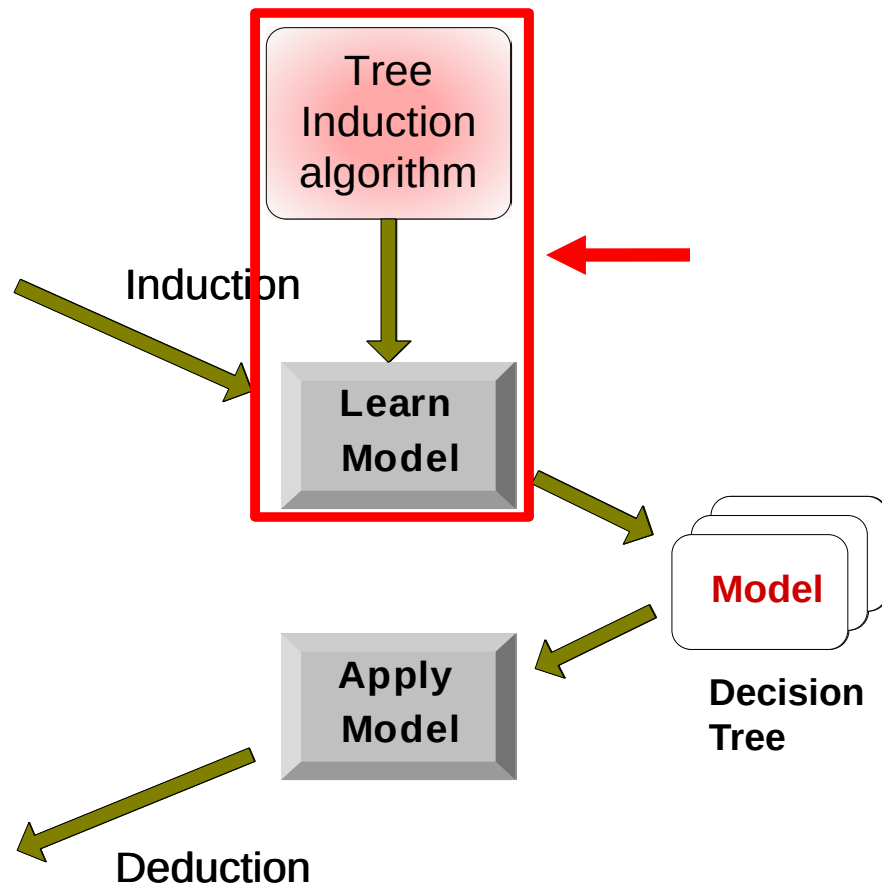 Tree
Induction
algorithm
Induction
Learn
Model
Model
Apply
Model
Decision
Tree
Deduction